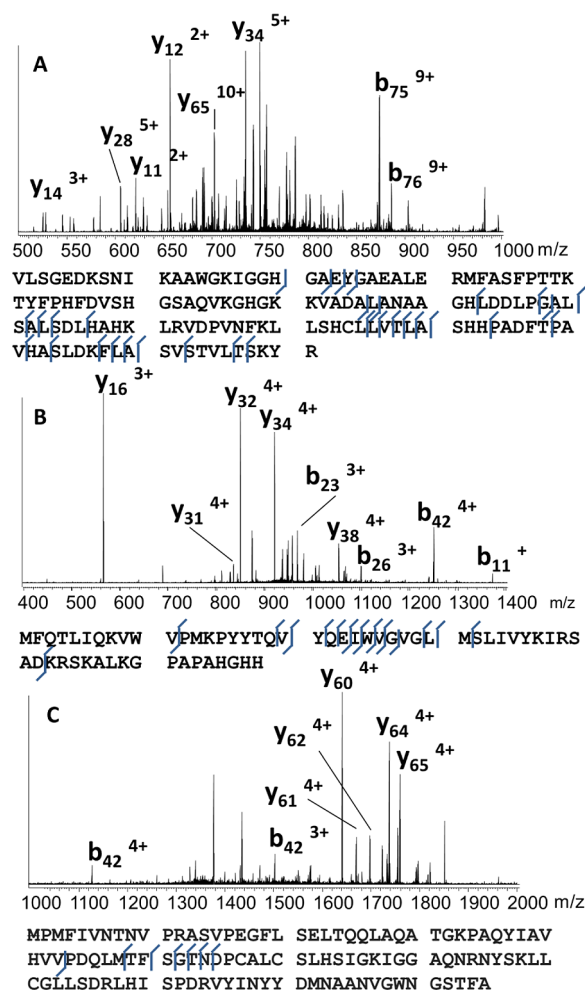 y12 2+
y34 5+
A
y65 10+
b75 9+
y28 5+
y11 2+
b76 9+
y14 3+
500 550 600 650 700 750 800 850 900 950 1000 m/z
VLSGEDKSNI KAAWGKIGGH GAEYGAEALE RMFASFPTTK
TYFPHFDVSH GSAQVKGHGK KVADALANAA GHLDDLPGAL
SALSDLHAHK LRVDPVNFKL LSHCLLVTLA SHHPADFTPA
VHASLDKFLA SVSTVLTSKY R
y16 3+
y32 4+
B
y34 4+
b23 3+
y31 4+
y38 4+
b42 4+
b26 3+
b11 +
400 500 600 700 800 900 1000 1100 1200 1300 1400 m/z
MFQTLIQKVW VPMKPYYTQV YQEIWVGVGL MSLIVYKIRS
ADKRSKALKG PAPAHGHH
y60 4+
C
y64 4+
y62 4+
y65 4+
y61 4+
b42 4+
b42 3+
1000 1100 1200 1300 1400 1500 1600 1700 1800 1900 2000 m/z
MPMFIVNTNV PRASVPEGFL SELTQQLAQA TGKPAQYIAV
HVVPDQLMTF SGTNDPCALC SLHSIGKIGG AQNRNYSKLL
CGLLSDRLHI SPDRVYINYY DMNAANVGWN GSTFA